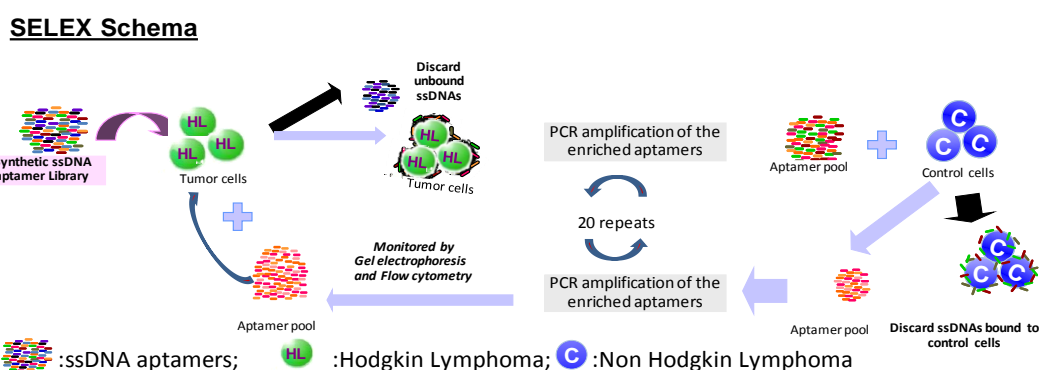 SELEX Schema
Discard
unbound
ssDNAs
HL
HL
HL
ynthetic ssDNA
aptamer Library
Tumor cells
HL
HL
HL
Tumor cells
PCR amplification of the
enriched aptamers
20 repeats
PCR amplification of the
enriched aptamers
Aptamer pool
C
C
C
Control cells
Monitored by
Gel electrophoresis
and Flow cytometry
Aptamer pool
Aptamer pool
C
C
C
Discard ssDNAs bound to
control cells
:ssDNA aptamers; HL :Hodgkin Lymphoma; C :Non Hodgkin Lymphoma